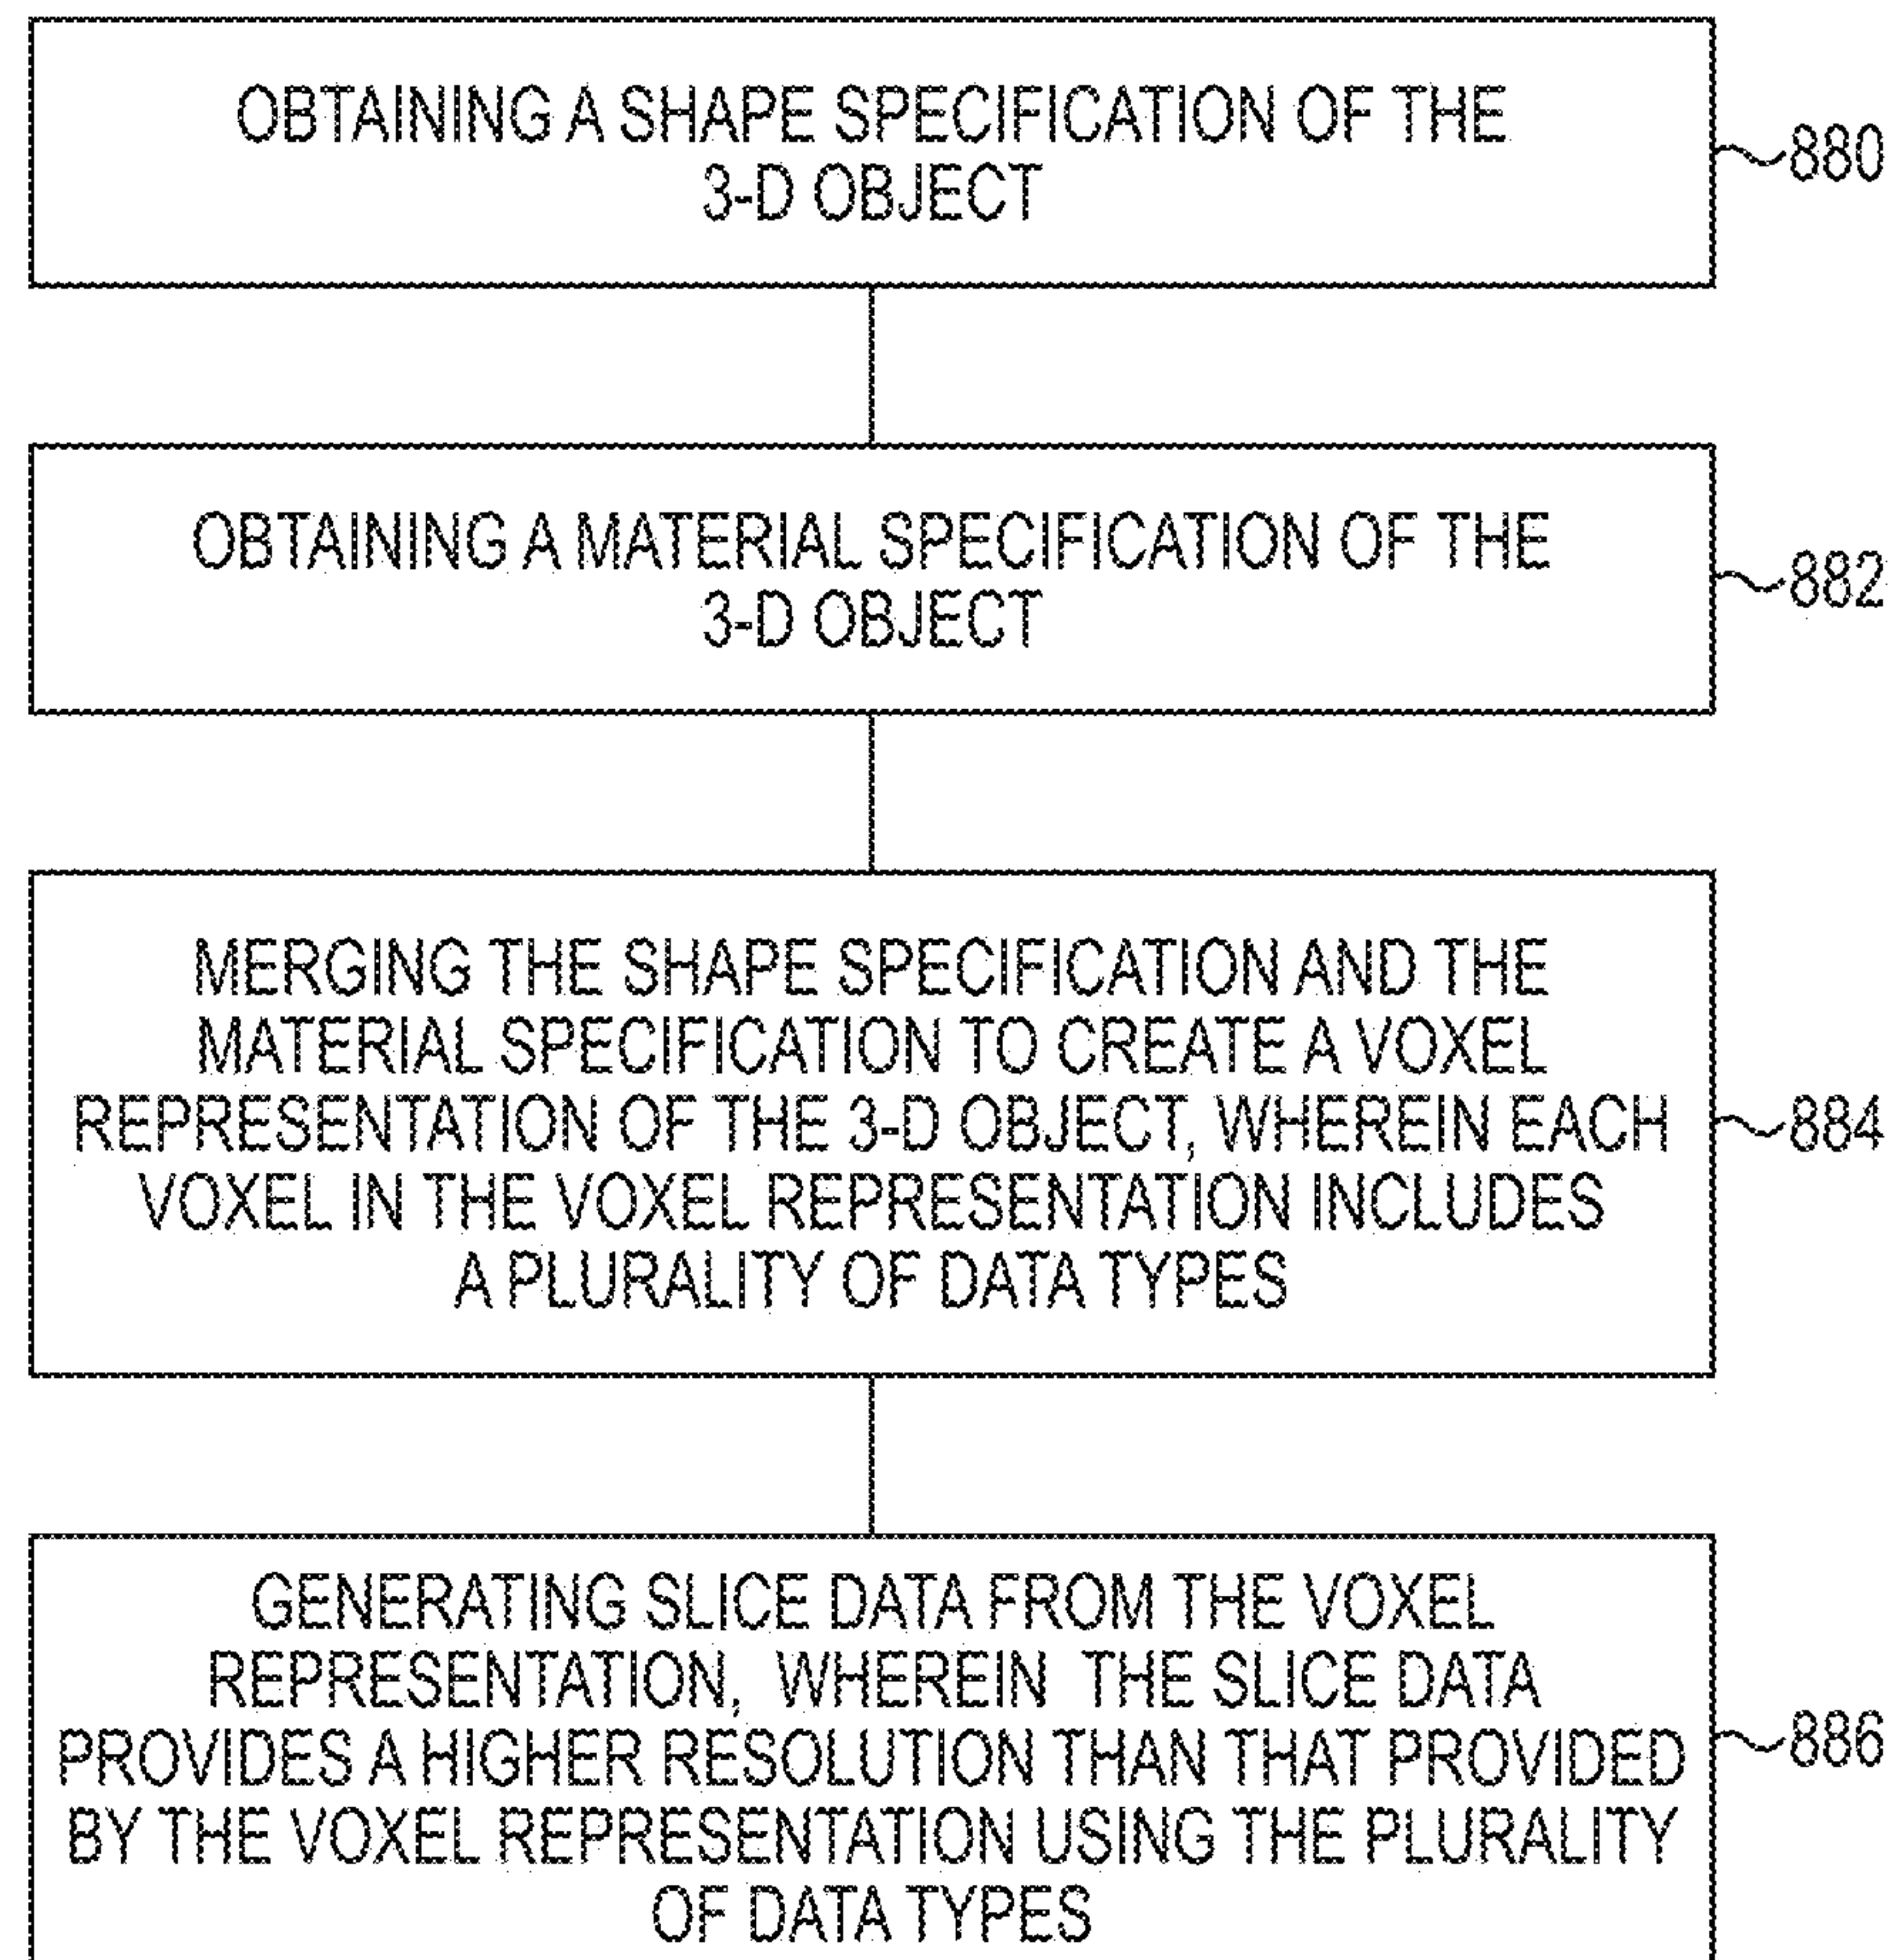 OBTAINING A SHAPE SPECIFICATION OF THE
3-D OBJECT
880
OBTAINING A MATERIAL SPECIFICATION OF THE
3-D OBJECT
882
MERGING THE SHAPE SPECIFICATION AND THE
MATERIAL SPECIFICATION TO CREATE A VOXEL
REPRESENTATION OF THE 3-D OBJECT, WHEREIN EACH
VOXEL IN THE VOXEL REPRESENTATION INCLUDES
A PLURALITY OF DATA TYPES
884
GENERATING SLICE DATA FROM THE VOXEL
REPRESENTATION, WHEREIN THE SLICE DATA
PROVIDES A HIGHER RESOLUTION THAN THAT PROVIDED
BY THE VOXEL REPRESENTATION USING THE PLURALITY
OF DATA TYPES
886